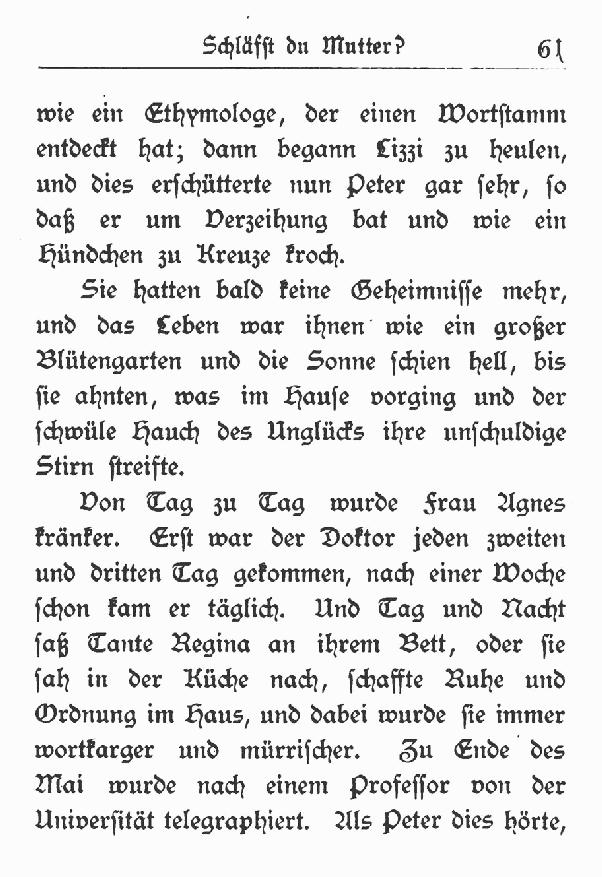 Schläfst du Mutter? 61
wie ein Ethymologe, der einen Wortstamm
entdeckt hat; dann begann Lizzi zu heulen,
und dies erschütterte nun Peter gar sehr, so
daß er um Verzeihung bat und wie ein
Hündchen zu Kreuze kroch.
Sie hatten bald keine Geheimnisse mehr,
und das Leben war ihnen wie ein großer
Blütengarten und die Sonne schien hell, bis
sie ahnten, was im Hause vorging und der
schwüle Hauch des Unglücks ihre unschuldige
Stirn streifte.
Von Tag zu Tag wurde Frau Agnes
kränker. Erst war der Doktor jeden zweiten
und dritten Tag gekommen, nach einer Woche
schon kam er täglich. Und Tag und Nacht
saß Tante Regina an ihrem Bett, oder sie
sah in der Küche nach, schaffte Ruhe und
Ordnung im Haus, und dabei wurde sie immer
wortkarger und mürrischer. Zu Ende des
Mai wurde nach einem Professor von der
Universität telegraphiert. Als Peter dies hörte,